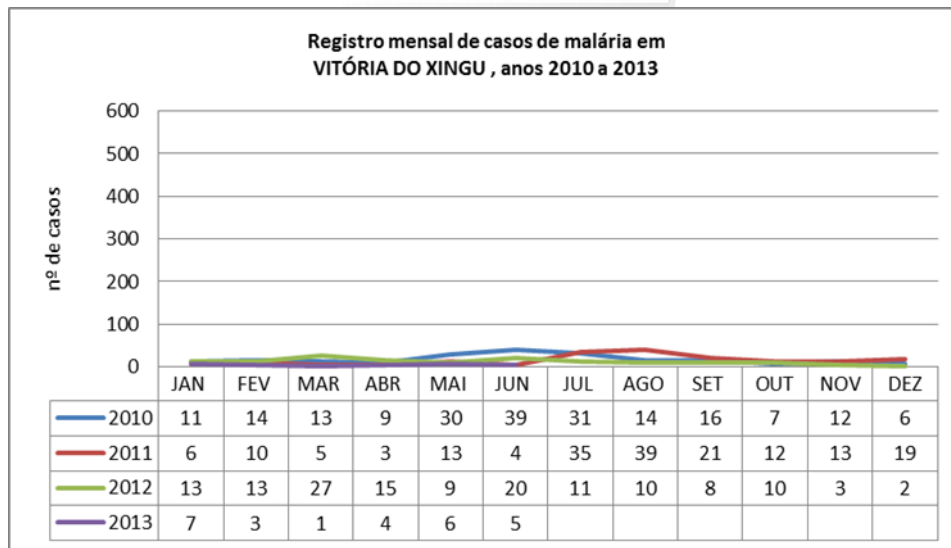 Registro mensal de casos de malária em
VITÓRIA DO XINGU , anos 2010 a 2013
nº de casos
600
500
400
300
200
100
0
JAN FEV MAR ABR MAI JUN JUL AGO SET OUT NOV DEZ
2010 11 14 13 9 30 39 31 14 16 7 12 6
2011 6 10 5 3 13 4 35 39 21 12 13 19
2012 13 13 27 15 9 20 11 10 8 10 3 2
2013 7 3 1 4 6 5